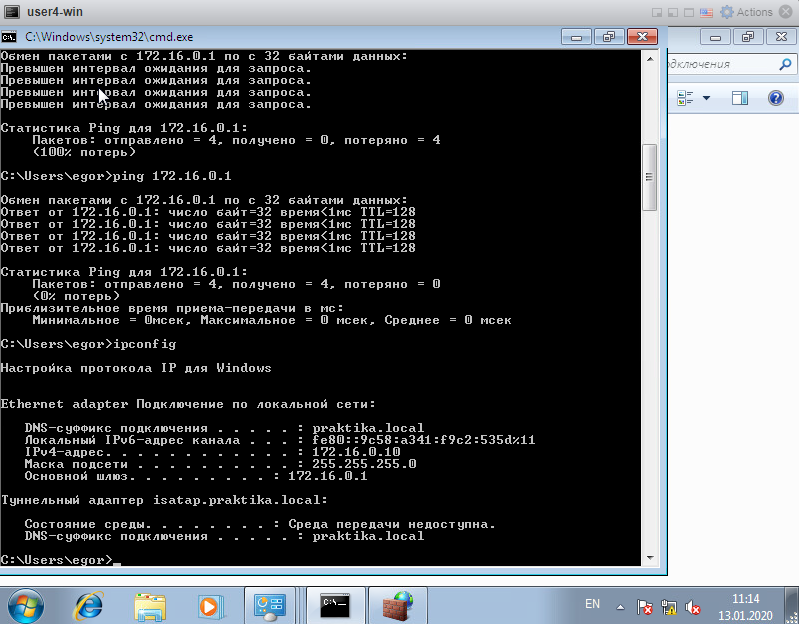 user4-win
Actions
C:\Windows\system32\cmd.exe
дключения
Обмен пакетами с 172.16.0.1 по с 32 байтами данных:
Превышен интервал ожидания для запроса.
Превышен интервал ожидания для запроса.
Превышен интервал ожидания для запроса.
Превышен интервал ожидания для запроса.
Статистика Ping для 172.16.0.1:
Пакетов: отправлено = 4, получено = 0, потеряно = 4
(100% потерь)
C:\Users\egor>ping 172.16.0.1
Обмен пакетами с 172.16.0.1 по с 32 байтами данных:
Ответ от 172.16.0.1: число байт=32 время<1мс TTL=128
Ответ от 172.16.0.1: число байт=32 время<1мс TTL=128
Ответ от 172.16.0.1: число байт=32 время<1мс TTL=128
Ответ от 172.16.0.1: число байт=32 время<1мс TTL=128
Статистика Ping для 172.16.0.1:
Пакетов: отправлено = 4, получено = 4, потеряно = 0
(0% потерь)
Приблизительное время приема-передачи в мс:
Минимальное = 0мсек, Максимальное = 0 мсек, Среднее = 0 мсек
C:\Users\egor>ipconfig
Настройка протокола IP для Windows
Ethernet adapter Подключение по локальной сети:
DNS-суффикс подключения . . . . . : praktika.local
Локальный IPv6-адрес канала . . . : fe80::9c58:a341:f9c2:535d%11
IPv4-адрес. . . . . . . . . . . . : 172.16.0.10
Маска подсети . . . . . . . . . . : 255.255.255.0
Основной шлюз. . . . . . . . . : 172.16.0.1
Туннельный адаптер isatap.praktika.local:
Состояние среды. . . . . . . . : Среда передачи недоступна.
DNS-суффикс подключения . . . . . : praktika.local
C:\Users\egor>_
EN
11:14
13.01.2020